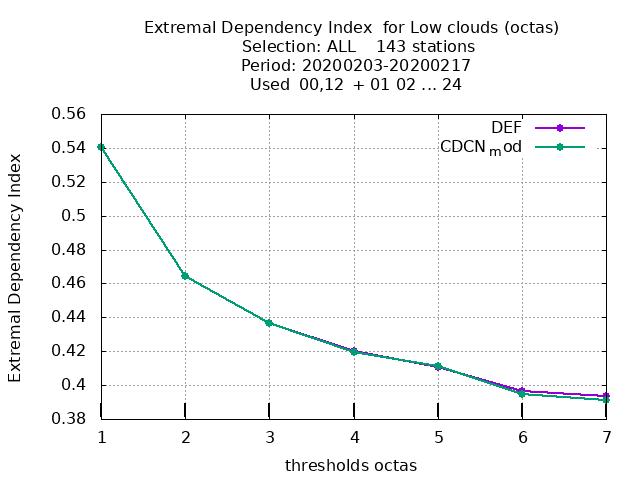 Extremal Dependency Index  for Low clouds (octas)
Selection: ALL    143 stations
Period: 20200203-20200217
Used  00,12  + 01 02 ... 24
DEF
CDCNmod
Extremal Dependency Index
0.56
0.54
0.52
0.5
0.48
0.46
0.44
0.42
0.4
0.38
1 2 3 4 5 6 7
thresholds octas